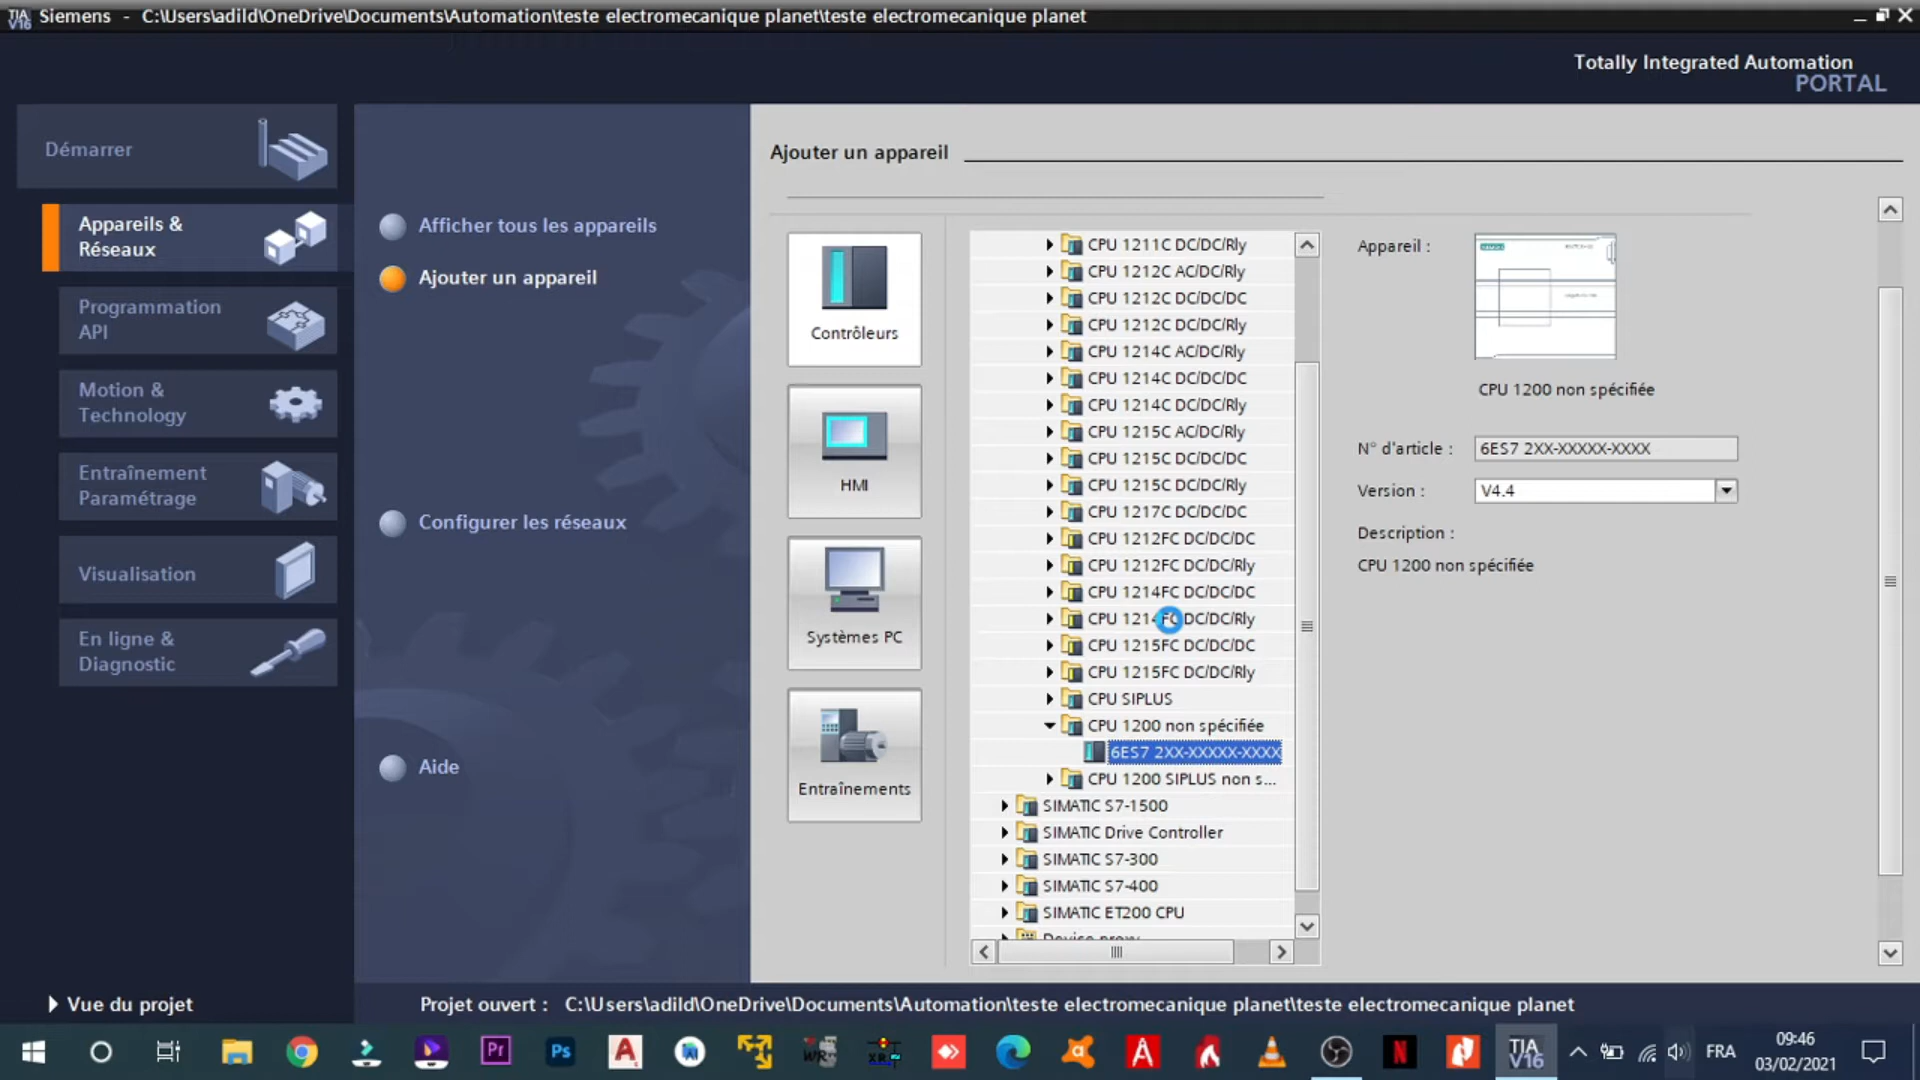 TIA V16 Siemens - C:\Users\adild\OneDrive\Documents\Automation\teste electromecanique planet\teste electromecanique planet
Totally Integrated Automation
PORTAL
Démarrer
Appareils &
Réseaux
Programmation
API
Motion &
Technology
Entraînement
Paramétrage
Visualisation
En ligne &
Diagnostic
Vue du projet
Afficher tous les appareils
Ajouter un appareil
Configurer les réseaux
Aide
Ajouter un appareil
Contrôleurs
HMI
Systèmes PC
Entraînements
CPU 1211C DC/DC/Rly
CPU 1212C AC/DC/Rly
CPU 1212C DC/DC/DC
CPU 1212C DC/DC/Rly
CPU 1214C AC/DC/Rly
CPU 1214C DC/DC/DC
CPU 1214C DC/DC/Rly
CPU 1215C AC/DC/Rly
CPU 1215C DC/DC/DC
CPU 1215C DC/DC/Rly
CPU 1217C DC/DC/DC
CPU 1212FC DC/DC/DC
CPU 1212FC DC/DC/Rly
CPU 1214FC DC/DC/DC
CPU 1214FC DC/DC/Rly
CPU 1215FC DC/DC/DC
CPU 1215FC DC/DC/Rly
CPU SIPLUS
CPU 1200 non spécifiée
6ES7 2XX-XXXXX-XXXX
CPU 1200 SIPLUS non s...
SIMATIC S7-1500
SIMATIC Drive Controller
SIMATIC S7-300
SIMATIC S7-400
SIMATIC ET200 CPU
Device proxy
Appareil :
CPU 1200 non spécifiée
N° d'article : 6ES7 2XX-XXXXX-XXXX
Version : V4.4
Description :
CPU 1200 non spécifiée
Projet ouvert : C:\Users\adild\OneDrive\Documents\Automation\teste electromecanique planet\teste electromecanique planet
Pr
Ps
A
TIA V16
FRA
09:46
03/02/2021